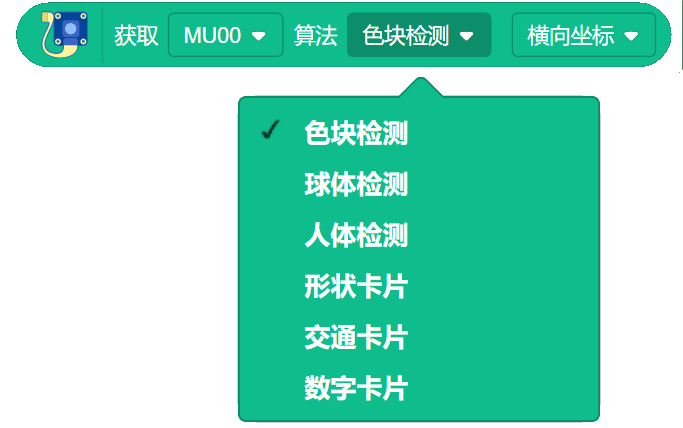 获取 MU00 算法 色块检测 横向坐标
色块检测
球体检测
人体检测
形状卡片
交通卡片
数字卡片